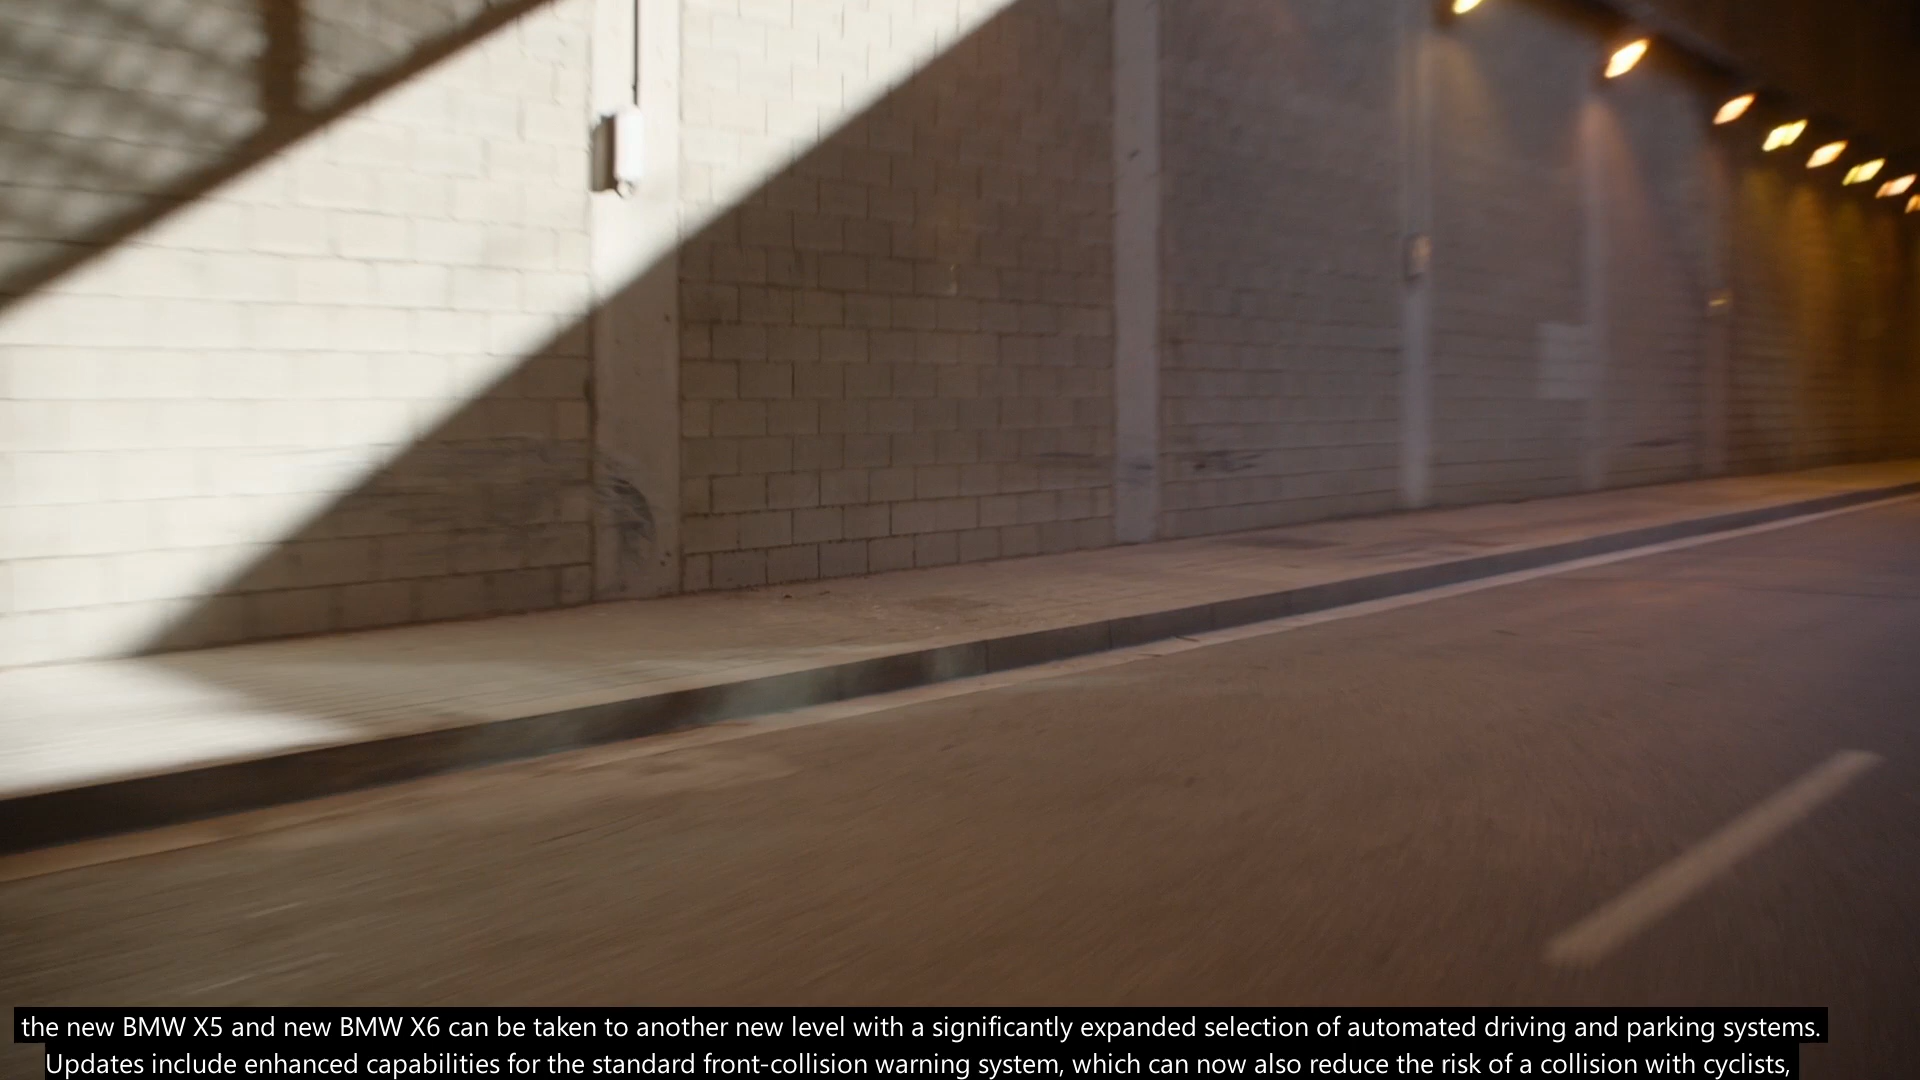 the new BMW X5 and new BMW X6 can be taken to another new level with a significantly expanded selection of automated driving and parking systems.
Updates include enhanced capabilities for the standard front-collision warning system, which can now also reduce the risk of a collision with cyclists,